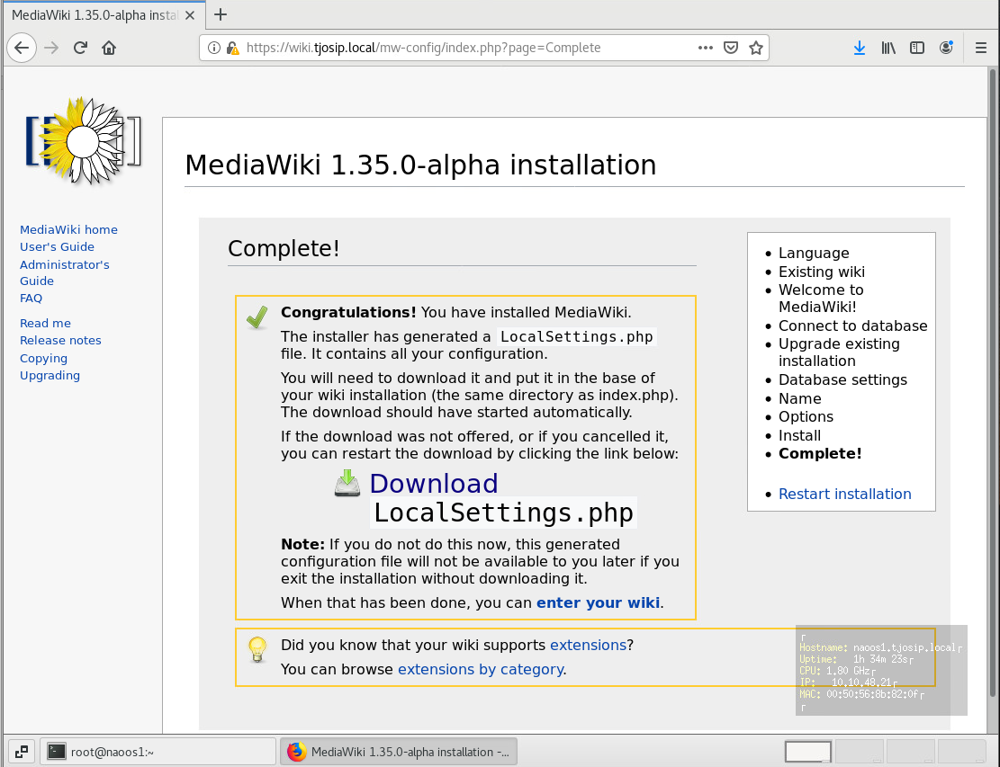 MediaWiki 1.35.0-alpha insta
https://wiki.tjosip.local/mw-config/index.php?page=Complete
MediaWiki home
User's Guide
Administrator's
Guide
FAQ
Read me
Release notes
Copying
Upgrading
MediaWiki 1.35.0-alpha installation
Complete!
Congratulations! You have installed MediaWiki.
The installer has generated a LocalSettings.php
file. It contains all your configuration.
You will need to download it and put it in the base of
your wiki installation (the same directory as index.php).
The download should have started automatically.
If the download was not offered, or if you cancelled it,
you can restart the download by clicking the link below:
Download
LocalSettings.php
Note: If you do not do this now, this generated
configuration file will not be available to you later if you
exit the installation without downloading it.
When that has been done, you can enter your wiki.
Did you know that your wiki supports extensions?
You can browse extensions by category.
Language
Existing wiki
Welcome to
MediaWiki!
Connect to database
Upgrade existing
installation
Database settings
Name
Options
Install
Complete!
Restart installation
Hostname: naoos1.tjosip.local
Uptime: 1h 34m 23s
CPU: 1.80 GHz
IP: 10.10.48.21
MAC: 00:50:56:8b:82:0f
root@naoos1:~
MediaWiki 1.35.0-alpha installation -...